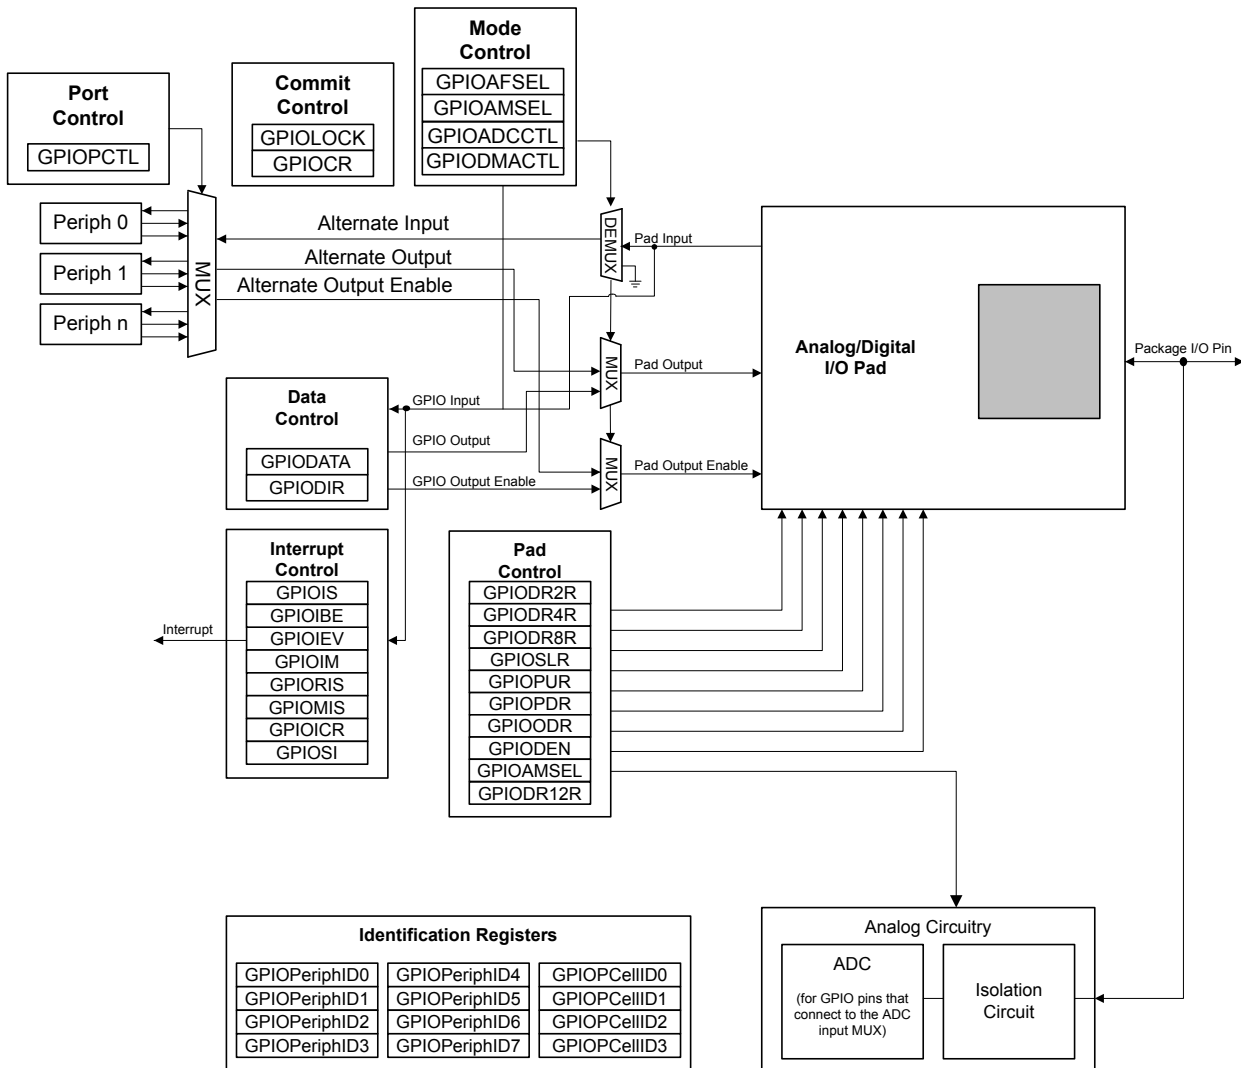 Mode
Control
GPIOAFSEL
GPIOAMSEL
GPIOADCCTL
GPIODMACTL
Commit
Control
GPIOLOCK
GPIOCR
Port
Control
GPIOPCTL
Periph 0
Periph 1
Periph n
MUX
Alternate Input
Alternate Output
Alternate Output Enable
DEMUX
Pad Input
MUX
Pad Output
MUX
Pad Output Enable
Analog/Digital
I/O Pad
Package I/O Pin
Data
Control
GPIODATA
GPIODIR
GPIO Input
GPIO Output
GPIO Output Enable
Interrupt
Control
GPIOIS
GPIOIBE
GPIOIEV
GPIOIM
GPIORIS
GPIOMIS
GPIOICR
GPIOSI
Interrupt
Pad
Control
GPIODR2R
GPIODR4R
GPIODR8R
GPIOSLR
GPIOPUR
GPIOPDR
GPIOODR
GPIODEN
GPIOAMSEL
GPIODR12R
Identification Registers
GPIOPeriphID0
GPIOPeriphID1
GPIOPeriphID2
GPIOPeriphID3
GPIOPeriphID4
GPIOPeriphID5
GPIOPeriphID6
GPIOPeriphID7
GPIOPCellID0
GPIOPCellID1
GPIOPCellID2
GPIOPCellID3
Analog Circuitry
ADC
(for GPIO pins that
connect to the ADC
input MUX)
Isolation
Circuit